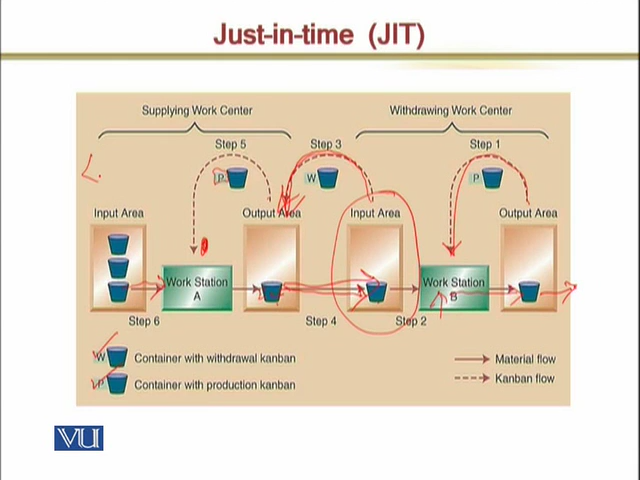 Just-in-time (JIT)
Supplying Work Center
Withdrawing Work Center
Step 5
Step 3
Step 1
P
W
P
Input Area
Output Area
Input Area
Output Area
Work Station
A
Work Station
B
Step 6
Step 4
Step 2
W
Container with withdrawal kanban
P
Container with production kanban
Material flow
Kanban flow
VU